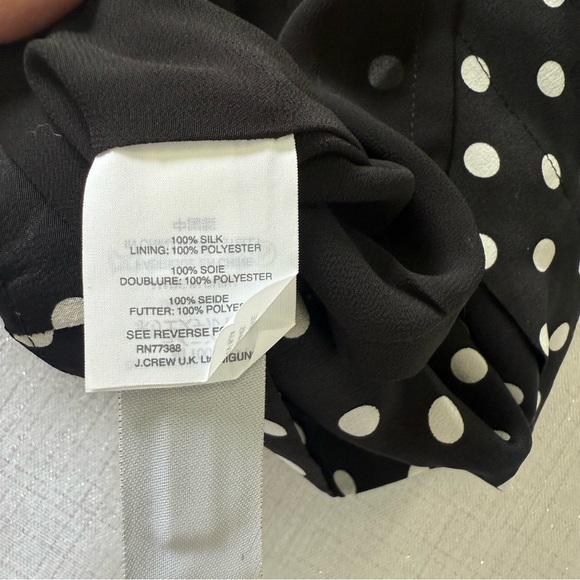 100% SILK
LINING: 100% POLYESTER
100% SOIE
DOUBLURE: 100% POLYESTER
100% SEIDE
FUTTER: 100% POLYES
SEE REVERSE FO
RN77388
J.CREW U.K. Ltd